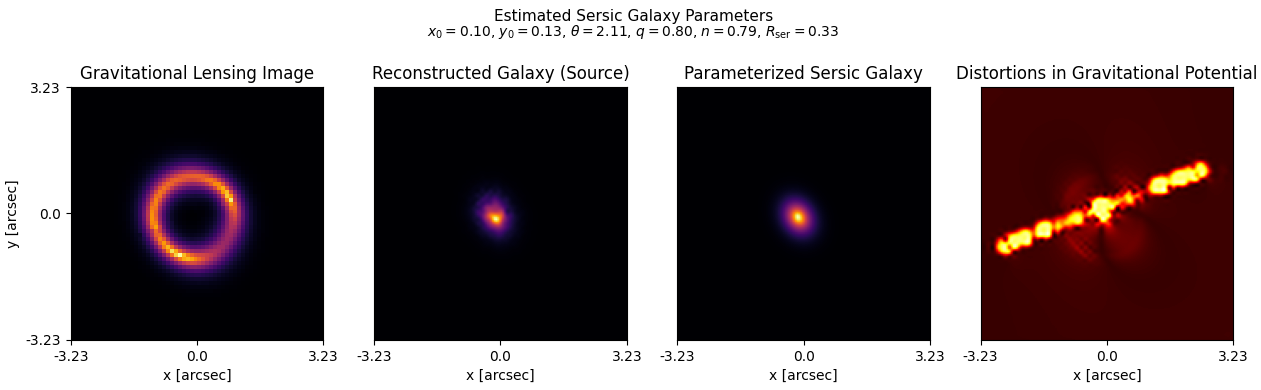 Estimated Sersic Galaxy Parameters
x₀ = 0.10, y₀ = 0.13, θ = 2.11, q = 0.80, n = 0.79, R_ser = 0.33
Gravitational Lensing Image
Reconstructed Galaxy (Source)
Parameterized Sersic Galaxy
Distortions in Gravitational Potential
3.23
0.0
-3.23
y [arcsec]
-3.23 0.0 3.23
x [arcsec]
-3.23 0.0 3.23
x [arcsec]
-3.23 0.0 3.23
x [arcsec]
-3.23 0.0 3.23
x [arcsec]